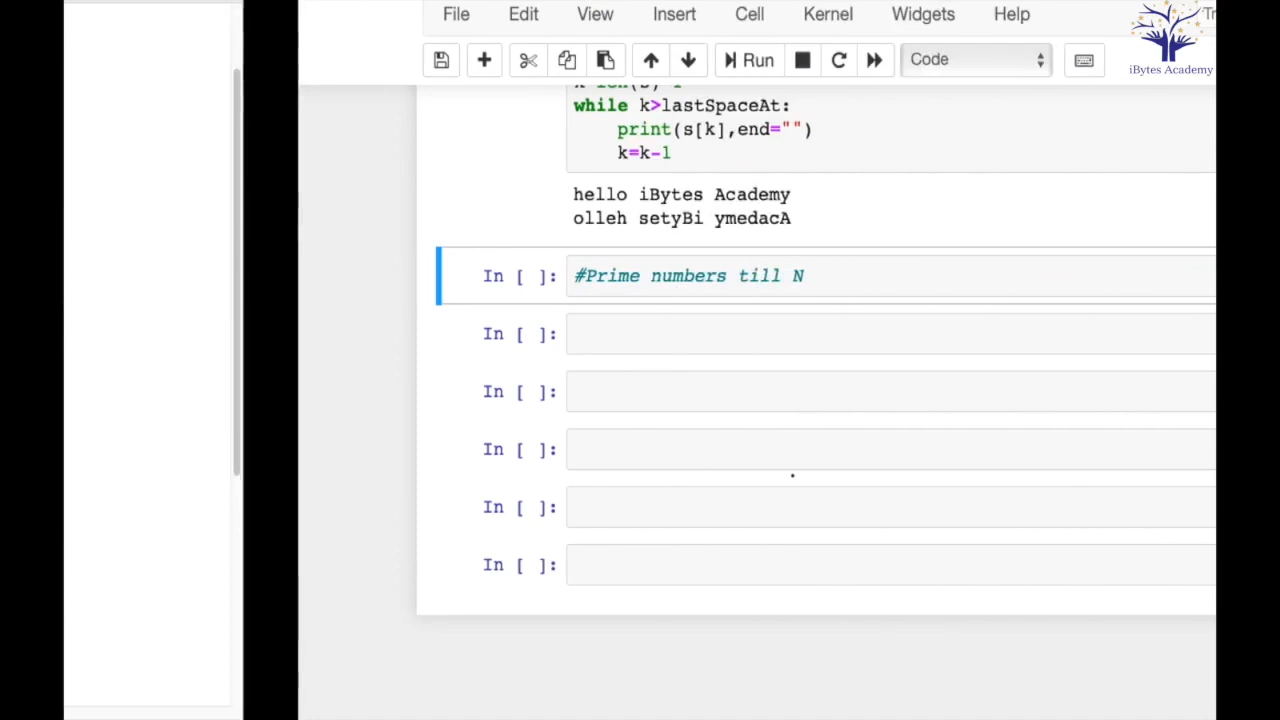 File Edit View Insert Cell Kernel Widgets Help
iBytes Academy
Run Code
while k>lastSpaceAt:
print(s[k],end="")
k=k-1
hello iBytes Academy
olleh setyBi ymedacA
In [ ]: #Prime numbers till N
In [ ]:
In [ ]:
In [ ]:
In [ ]:
In [ ]: